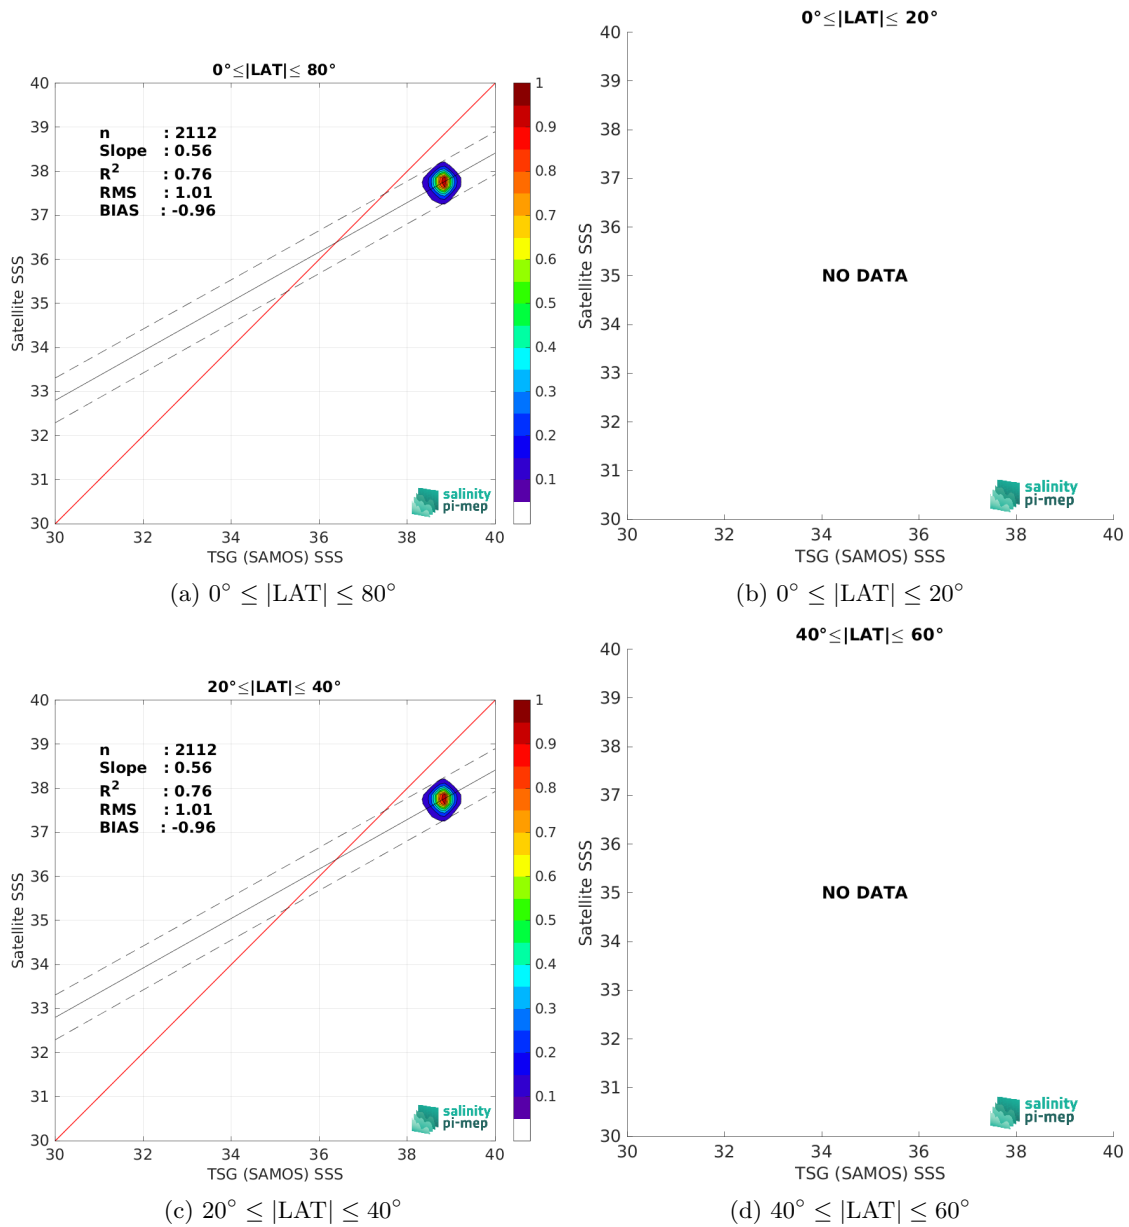 0°≤|LAT|≤ 80°
40
39
38
37
36
35
34
33
32
31
30
Satellite SSS
n : 2112
Slope : 0.56
R² : 0.76
RMS : 1.01
BIAS : -0.96
salinity
pi-mep
30 32 34 36 38 40
TSG (SAMOS) SSS
1
0.9
0.8
0.7
0.6
0.5
0.4
0.3
0.2
0.1
(a) 0° ≤ |LAT| ≤ 80°
0°≤|LAT|≤ 20°
40
39
38
37
36
35
34
33
32
31
30
Satellite SSS
NO DATA
salinity
pi-mep
30 32 34 36 38 40
TSG (SAMOS) SSS
(b) 0° ≤ |LAT| ≤ 20°
20°≤|LAT|≤ 40°
40
39
38
37
36
35
34
33
32
31
30
Satellite SSS
n : 2112
Slope : 0.56
R² : 0.76
RMS : 1.01
BIAS : -0.96
salinity
pi-mep
30 32 34 36 38 40
TSG (SAMOS) SSS
1
0.9
0.8
0.7
0.6
0.5
0.4
0.3
0.2
0.1
(c) 20° ≤ |LAT| ≤ 40°
40°≤|LAT|≤ 60°
40
39
38
37
36
35
34
33
32
31
30
Satellite SSS
NO DATA
salinity
pi-mep
30 32 34 36 38 40
TSG (SAMOS) SSS
(d) 40° ≤ |LAT| ≤ 60°